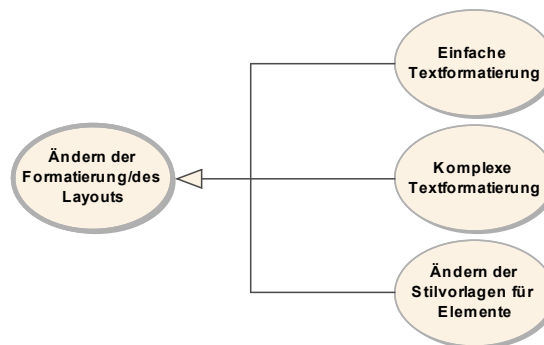 Einfache
Textformatierung
Ändern der
Formatierung/des
Layouts
Komplexe
Textformatierung
Ändern der
Stilvorlagen für
Elemente